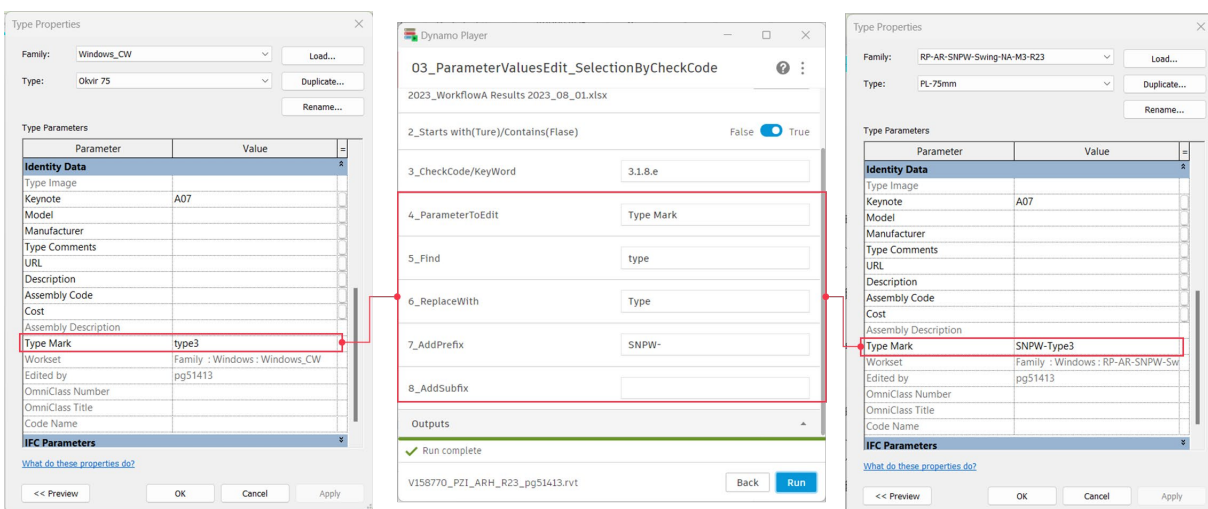 Type Properties
Family: Windows_CW Load...
Type: Okvir 75 Duplicate...
Rename...
Type Parameters
Parameter Value =
Identity Data
Type Image
Keynote A07
Model
Manufacturer
Type Comments
URL
Description
Assembly Code
Cost
Assembly Description
Type Mark type3
Workset Family : Windows : Windows_CW
Edited by pg51413
OmniClass Number
OmniClass Title
Code Name
IFC Parameters
What do these properties do?
<< Preview OK Cancel Apply
Dynamo Player
03_ParameterValuesEdit_SelectionByCheckCode
2023_WorkflowA Results 2023_08_01.xlsx
2_Starts with(Ture)/Contains(Flase) False True
3_CheckCode/KeyWord 3.1.8.e
4_ParameterToEdit Type Mark
5_Find type
6_ReplaceWith Type
7_AddPrefix SNPW-
8_AddSubfix
Outputs
Run complete
V158770_PZI_ARH_R23_pg51413.rvt Back Run
Type Properties
Family: RP-AR-SNPW-Swing-NA-M3-R23 Load...
Type: PL-75mm Duplicate...
Rename...
Type Parameters
Parameter Value =
Identity Data
Type Image
Keynote A07
Model
Manufacturer
Type Comments
URL
Description
Assembly Code
Cost
Assembly Description
Type Mark SNPW-Type3
Workset Family : Windows : RP-AR-SNPW-Sw
Edited by pg51413
OmniClass Number
OmniClass Title
Code Name
IFC Parameters
What do these properties do?
<< Preview OK Cancel Apply